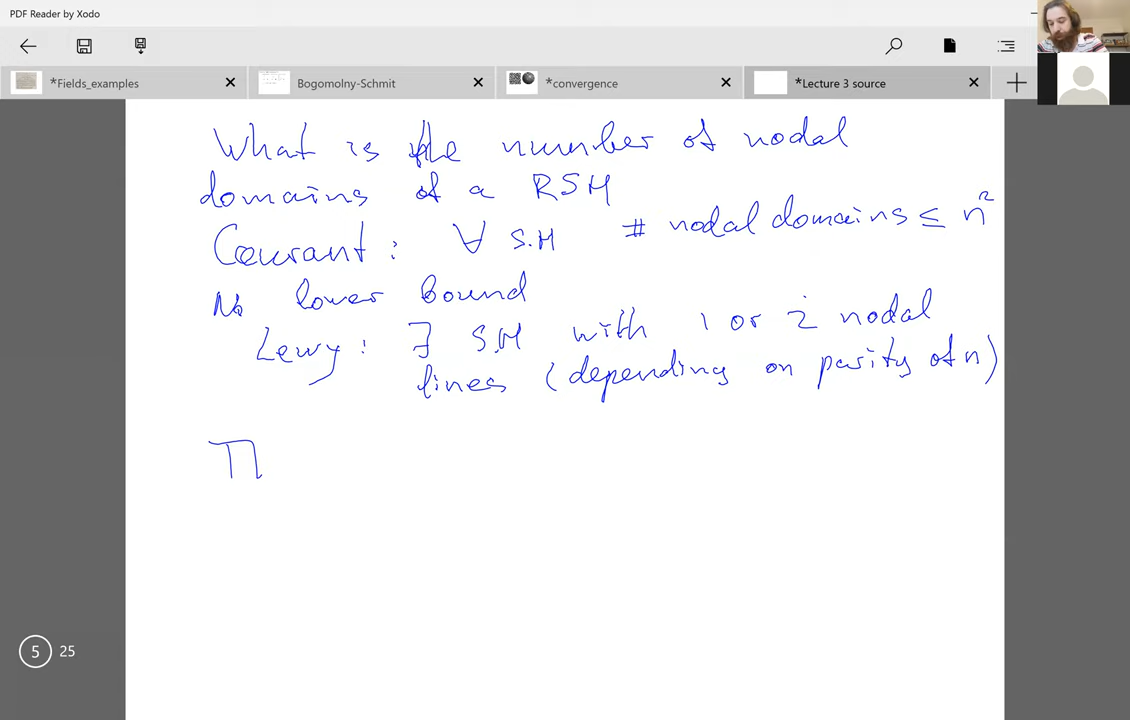 PDF Reader by Xodo
*Fields_examples
Bogomolny-Schmit
*convergence
*Lecture 3 source
What is the number of nodal
domains of a RSH
Courant: ∀ S.H # nodal domains ≤ n²
No lower bound
Lewy: ∃ S.H with 1 or 2 nodal
lines (depending on parity of n)
Th
5 25